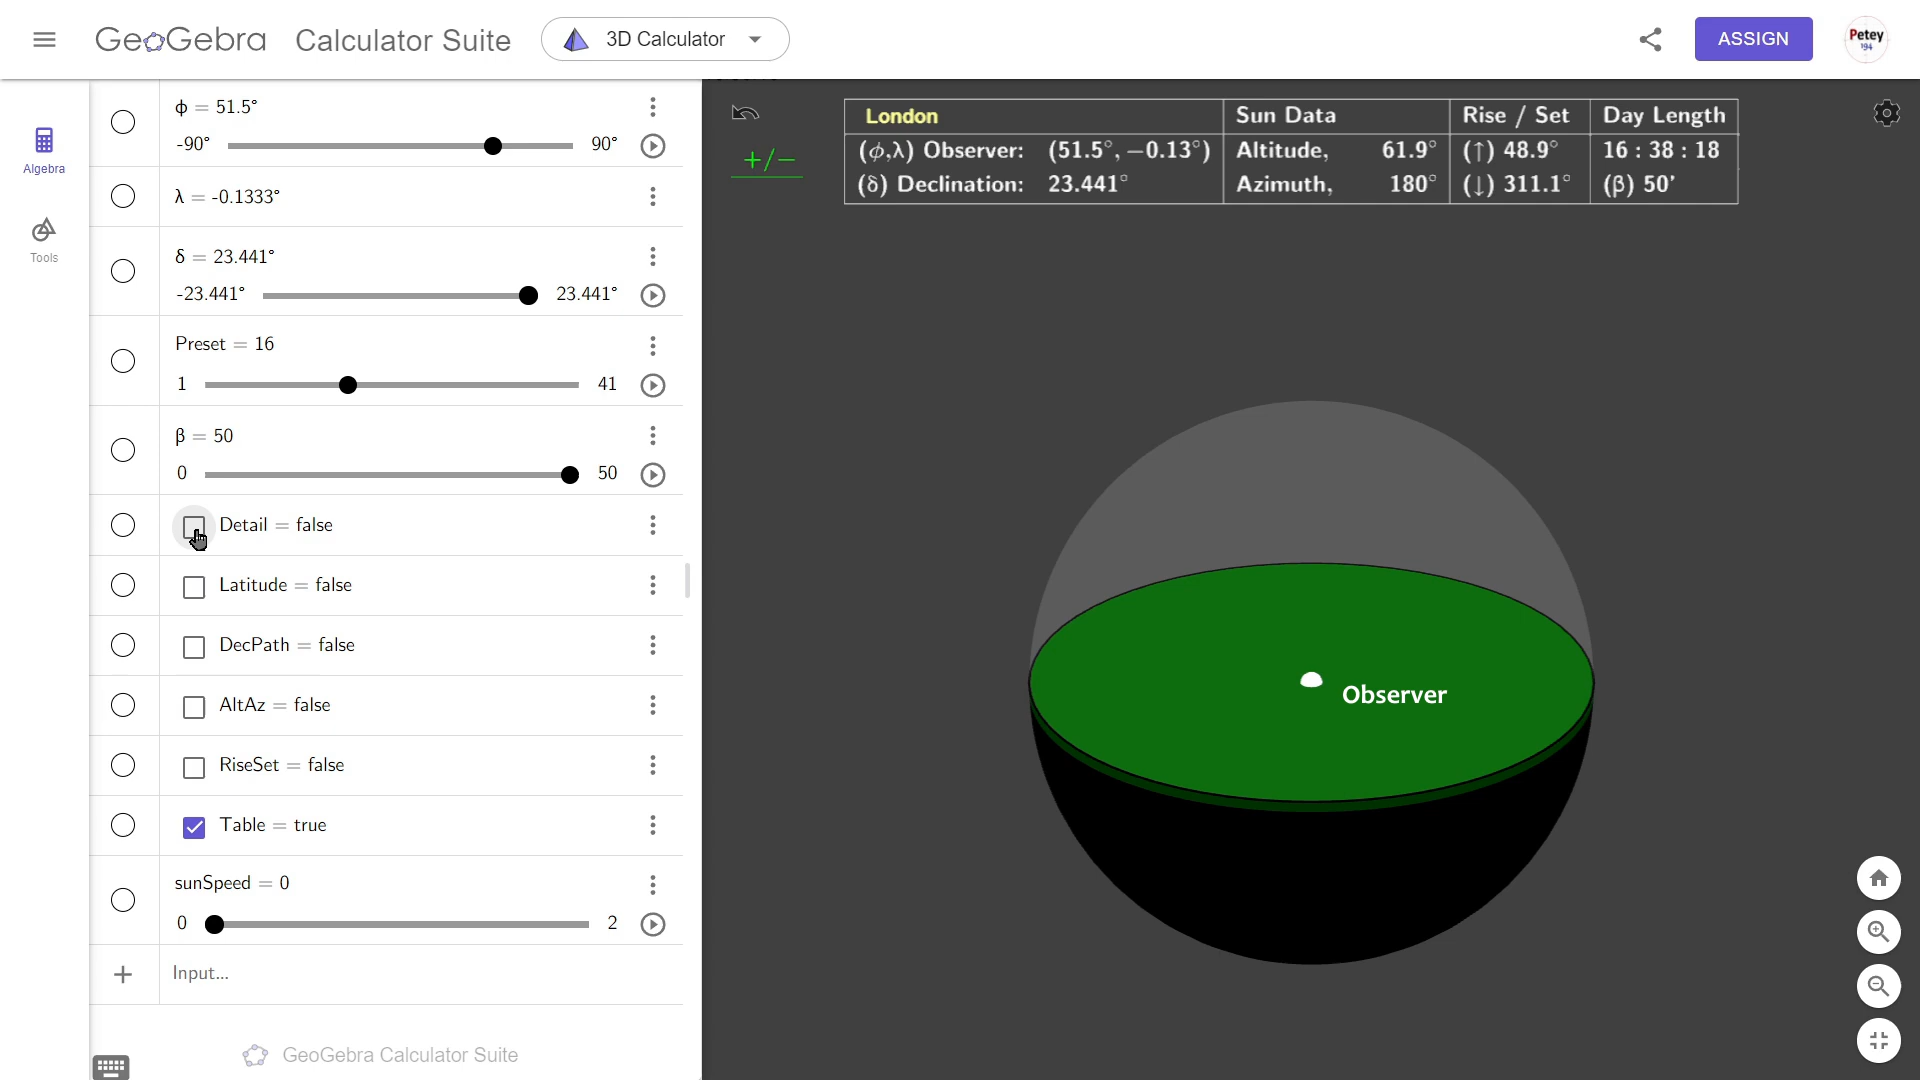 GeoGebra Calculator Suite 3D Calculator ASSIGN Petey 194
Algebra
Tools
ϕ = 51.5°
-90° 90°
λ = -0.1333°
δ = 23.441°
-23.441° 23.441°
Preset = 16
1 41
β = 50
0 50
Detail = false
Latitude = false
DecPath = false
AltAz = false
RiseSet = false
Table = true
sunSpeed = 0
0 2
+ Input...
GeoGebra Calculator Suite
+/−
London Sun Data Rise / Set Day Length
(ϕ,λ) Observer: (51.5°, −0.13°) Altitude, 61.9° (↑) 48.9° 16 : 38 : 18
(δ) Declination: 23.441° Azimuth, 180° (↓) 311.1° (β) 50'
Observer